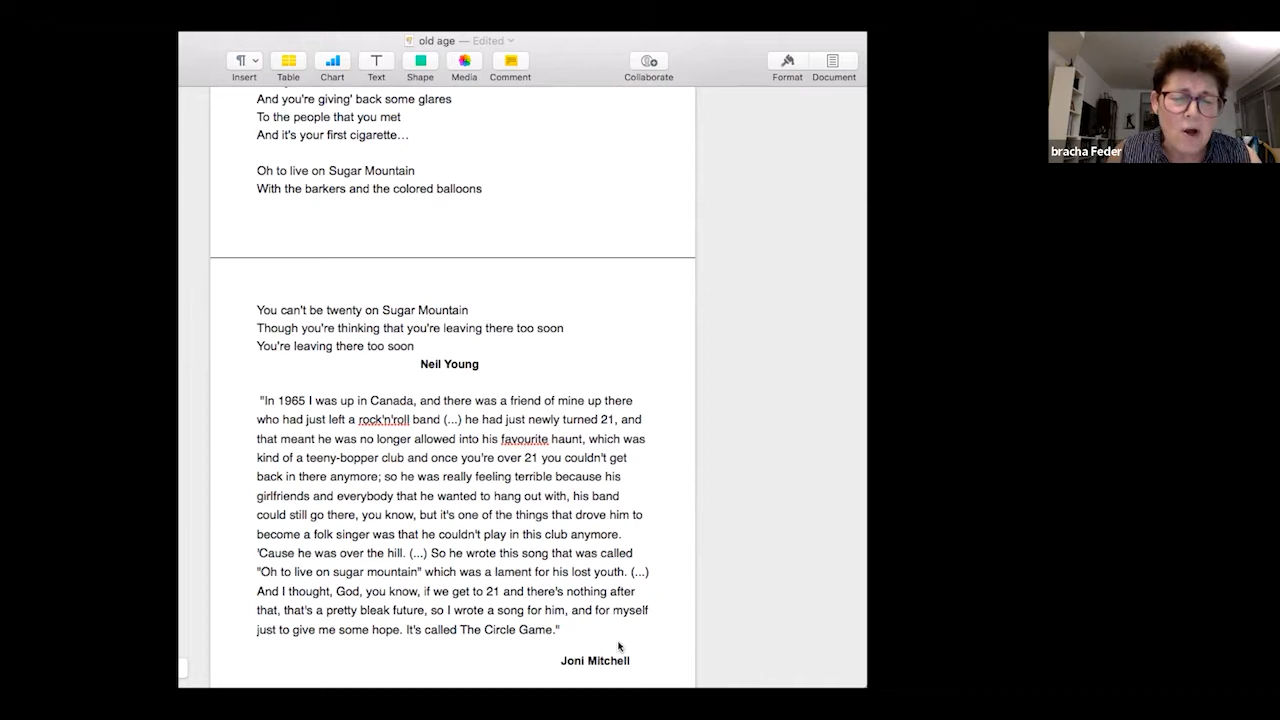 old age — Edited
Insert Table Chart Text Shape Media Comment Collaborate Format Document
And you're giving' back some glares
To the people that you met
And it's your first cigarette…
Oh to live on Sugar Mountain
With the barkers and the colored balloons
You can't be twenty on Sugar Mountain
Though you're thinking that you're leaving there too soon
You're leaving there too soon
Neil Young
"In 1965 I was up in Canada, and there was a friend of mine up there
who had just left a rock'n'roll band (...) he had just newly turned 21, and
that meant he was no longer allowed into his favourite haunt, which was
kind of a teeny-bopper club and once you're over 21 you couldn't get
back in there anymore; so he was really feeling terrible because his
girlfriends and everybody that he wanted to hang out with, his band
could still go there, you know, but it's one of the things that drove him to
become a folk singer was that he couldn't play in this club anymore.
'Cause he was over the hill. (...) So he wrote this song that was called
"Oh to live on sugar mountain" which was a lament for his lost youth. (...)
And I thought, God, you know, if we get to 21 and there's nothing after
that, that's a pretty bleak future, so I wrote a song for him, and for myself
just to give me some hope. It's called The Circle Game."
Joni Mitchell
bracha Feder